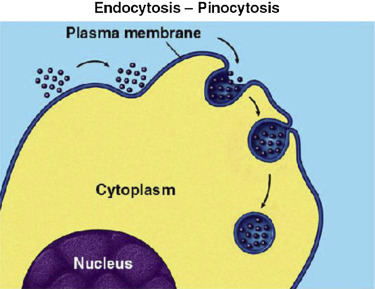 Endocytosis – Pinocytosis
Plasma membrane
Cytoplasm
Nucleus